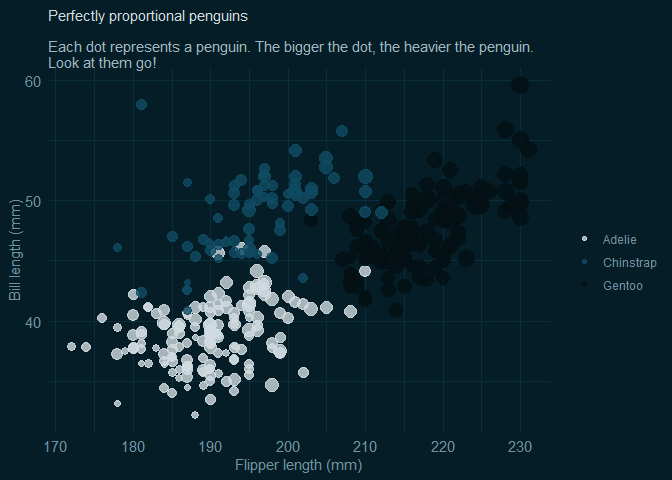 Perfectly proportional penguins
Each dot represents a penguin. The bigger the dot, the heavier the penguin.
Look at them go!
60
50
40
Bill length (mm)
Adelie
Chinstrap
Gentoo
170 180 190 200 210 220 230
Flipper length (mm)